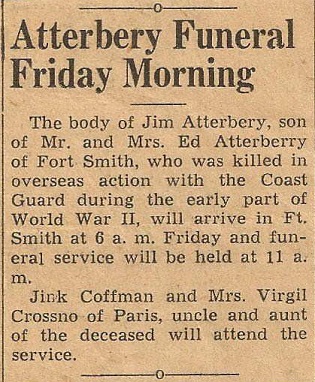 Atterbery Funeral
Friday Morning
The body of Jim Atterbery, son
of Mr. and Mrs. Ed Atterberry
of Fort Smith, who was killed in
overseas action with the Coast
Guard during the early part of
World War II, will arrive in Ft.
Smith at 6 a. m. Friday and fun-
eral service will be held at 11 a.
m.
Jink Coffman and Mrs. Virgil
Crossno of Paris, uncle and aunt
of the deceased will attend the
service.